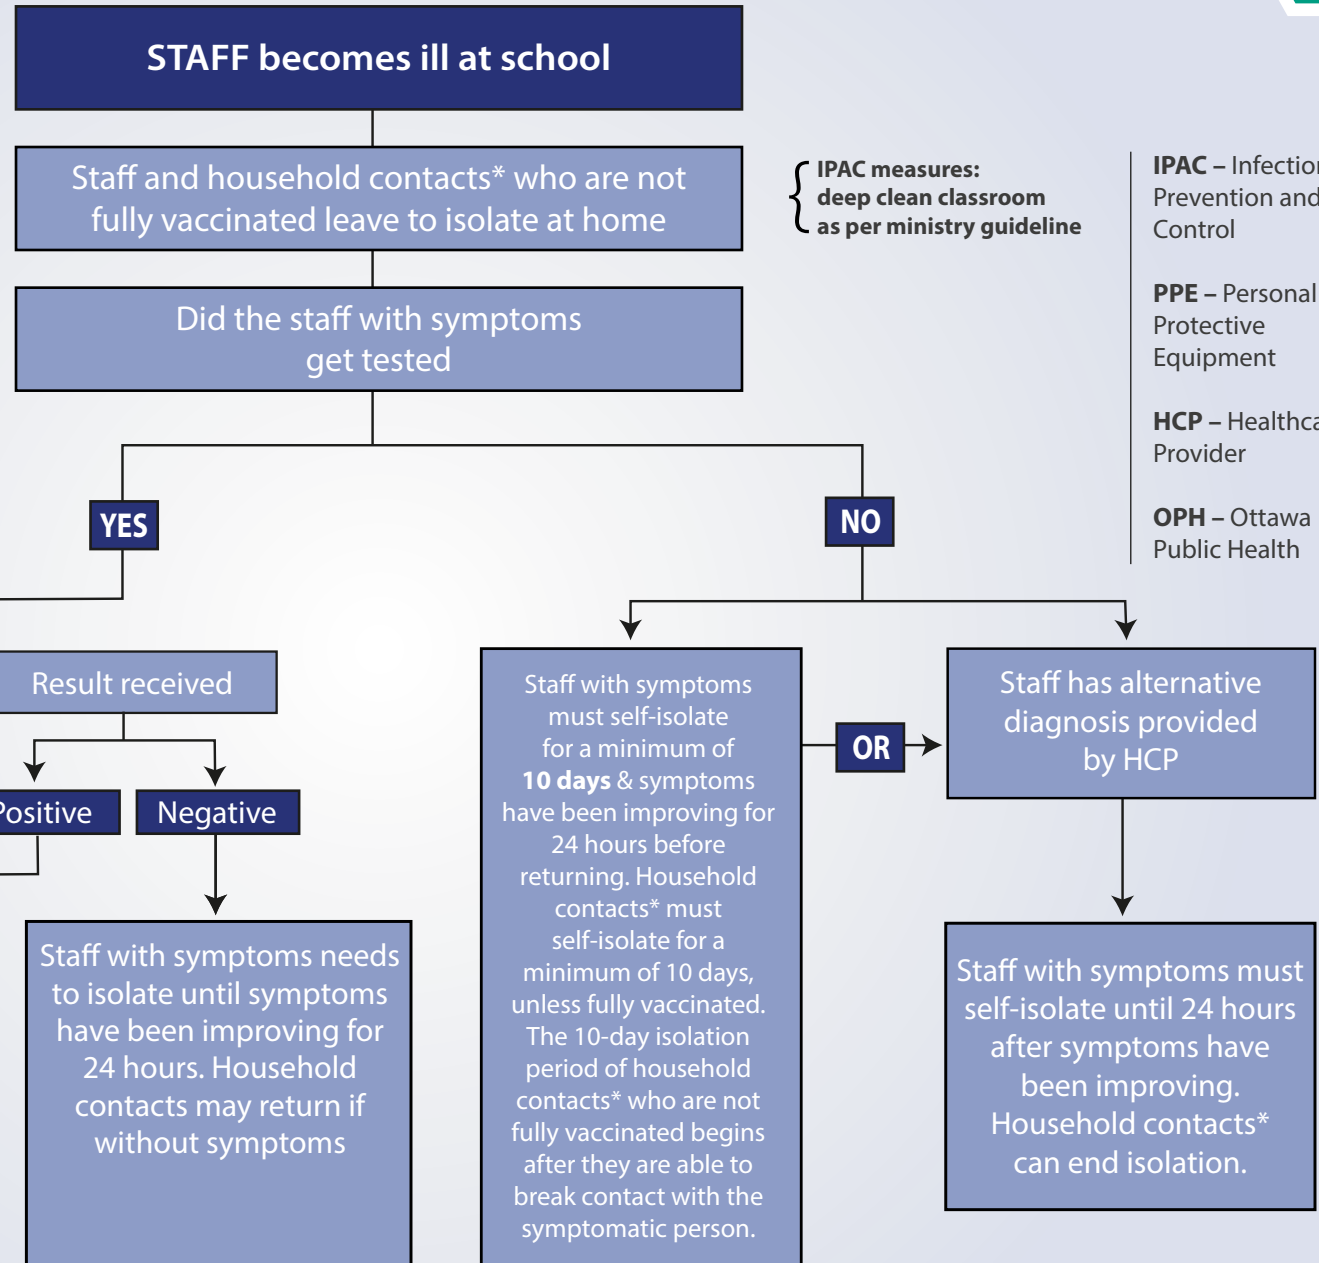 STAFF becomes ill at school
Staff and household contacts* who are not
fully vaccinated leave to isolate at home
IPAC measures:
deep clean classroom
as per ministry guideline
IPAC – Infection
Prevention and
Control
PPE – Personal
Protective
Equipment
HCP – Healthca
Provider
OPH – Ottawa
Public Health
Did the staff with symptoms
get tested
YES
NO
Result received
Positive
Negative
Staff with symptoms needs
to isolate until symptoms
have been improving for
24 hours. Household
contacts may return if
without symptoms
Staff with symptoms
must self-isolate
for a minimum of
10 days & symptoms
have been improving for
24 hours before
returning. Household
contacts* must
self-isolate for a
minimum of 10 days,
unless fully vaccinated.
The 10-day isolation
period of household
contacts* who are not
fully vaccinated begins
after they are able to
break contact with the
symptomatic person.
OR
Staff has alternative
diagnosis provided
by HCP
Staff with symptoms must
self-isolate until 24 hours
after symptoms have
been improving.
Household contacts*
can end isolation.